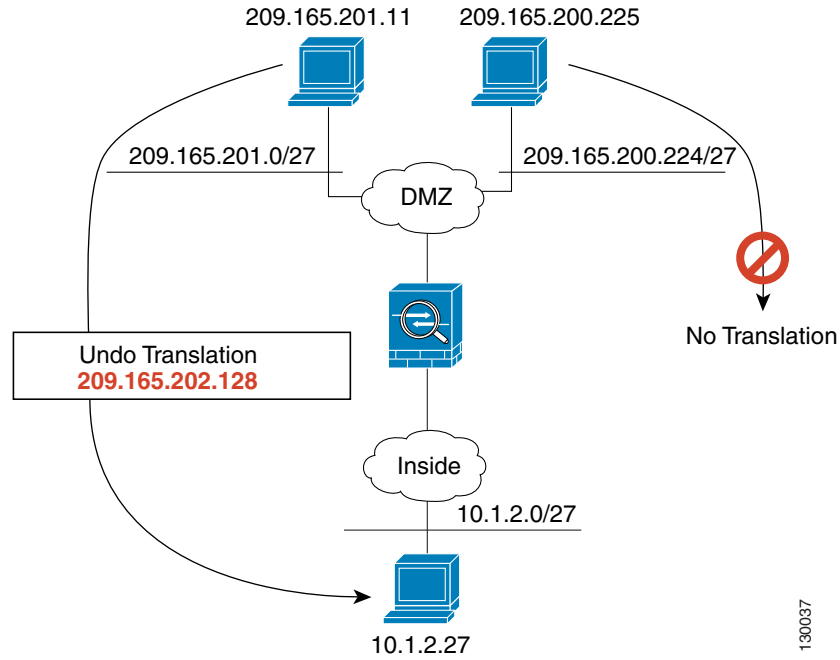 209.165.201.11
209.165.200.225
209.165.201.0/27
209.165.200.224/27
DMZ
No Translation
Undo Translation
209.165.202.128
Inside
10.1.2.0/27
10.1.2.27
130037